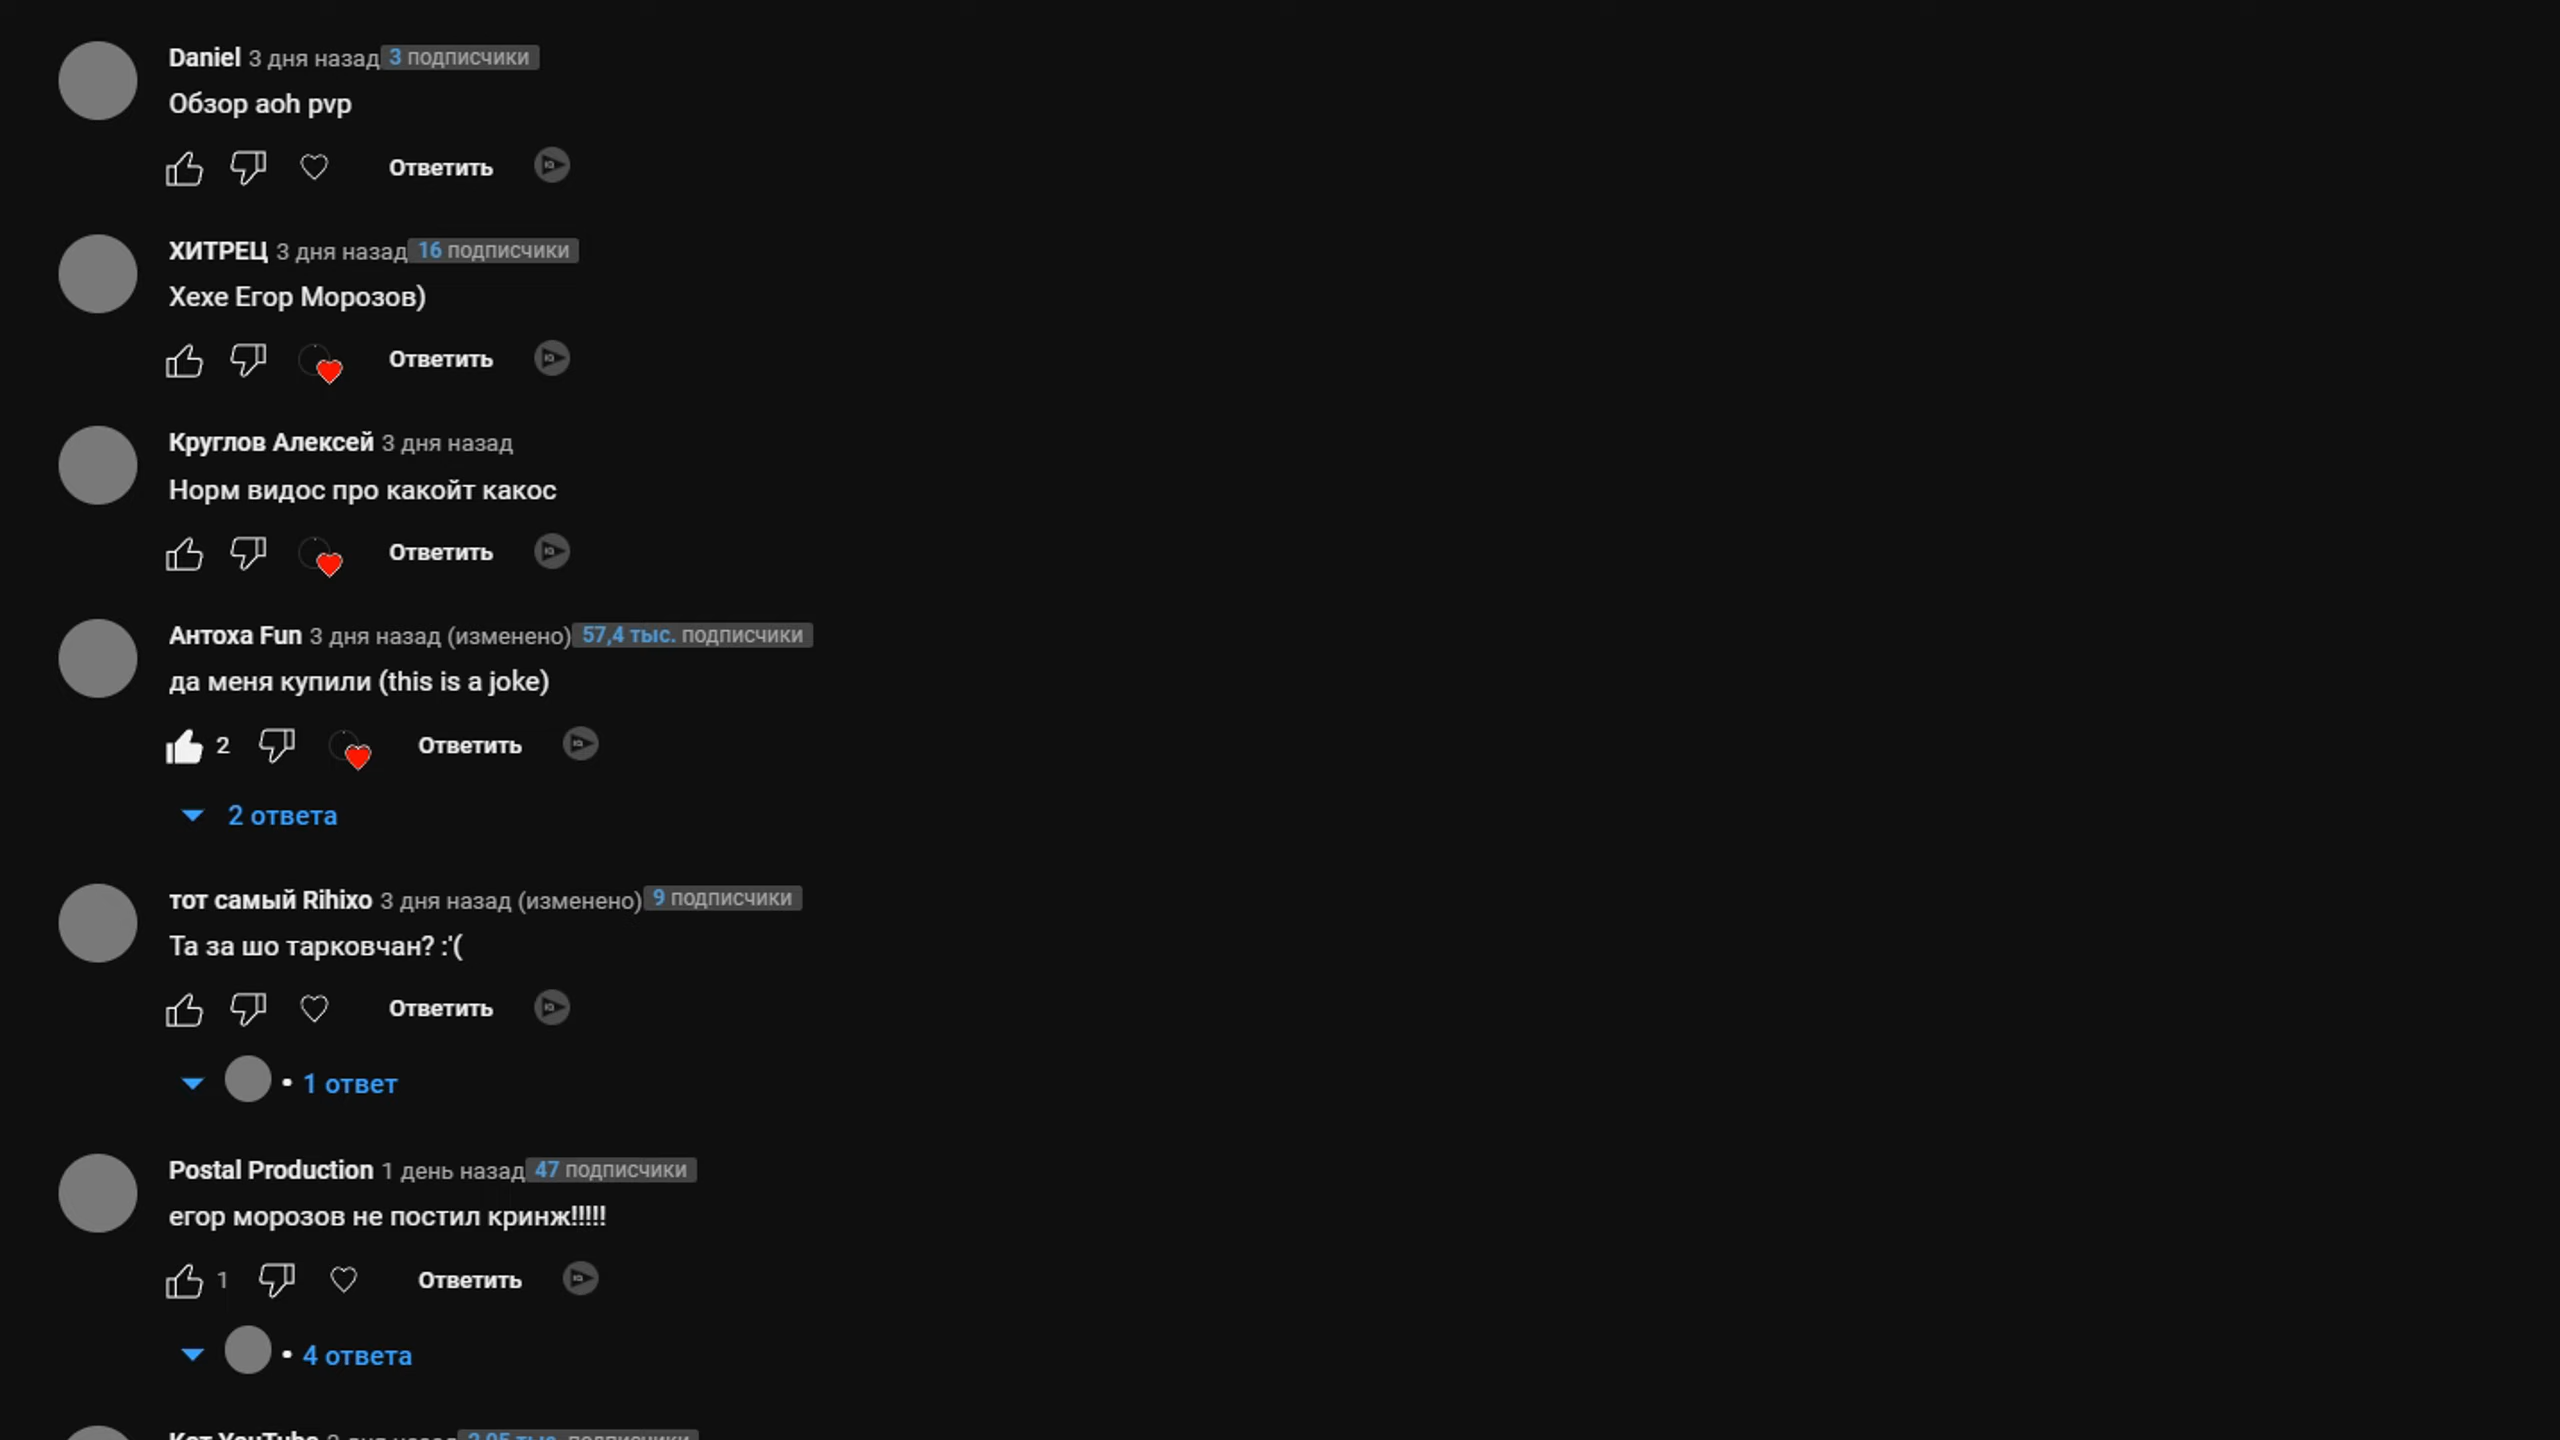 Daniel 3 дня назад 3 подписчики
Обзор aoh pvp
Ответить
ХИТРЕЦ 3 дня назад 16 подписчики
Хехе Егор Морозов)
Ответить
Круглов Алексей 3 дня назад
Норм видос про какойт какос
Ответить
Антоха Fun 3 дня назад (изменено) 57,4 тыс. подписчики
да меня купили (this is a joke)
2 Ответить
2 ответа
тот самый Rihixo 3 дня назад (изменено) 9 подписчики
Та за шо тарковчан? :'(
Ответить
• 1 ответ
Postal Production 1 день назад 47 подписчики
егор морозов не постил кринж!!!!!
1 Ответить
• 4 ответа